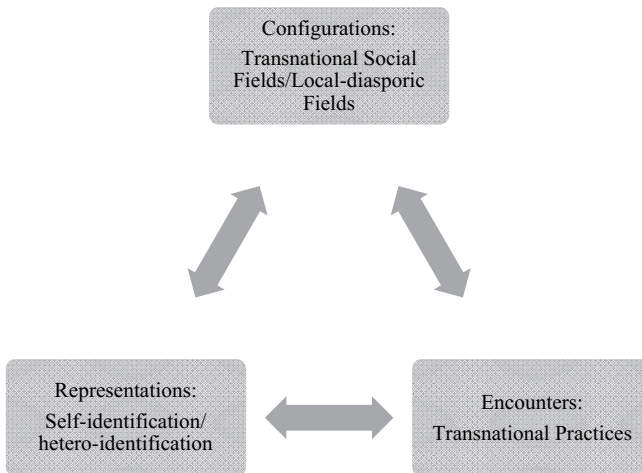 Configurations:
Transnational Social
Fields/Local-diasporic
Fields
Representations:
Self-identification/
hetero-identification
Encounters:
Transnational Practices